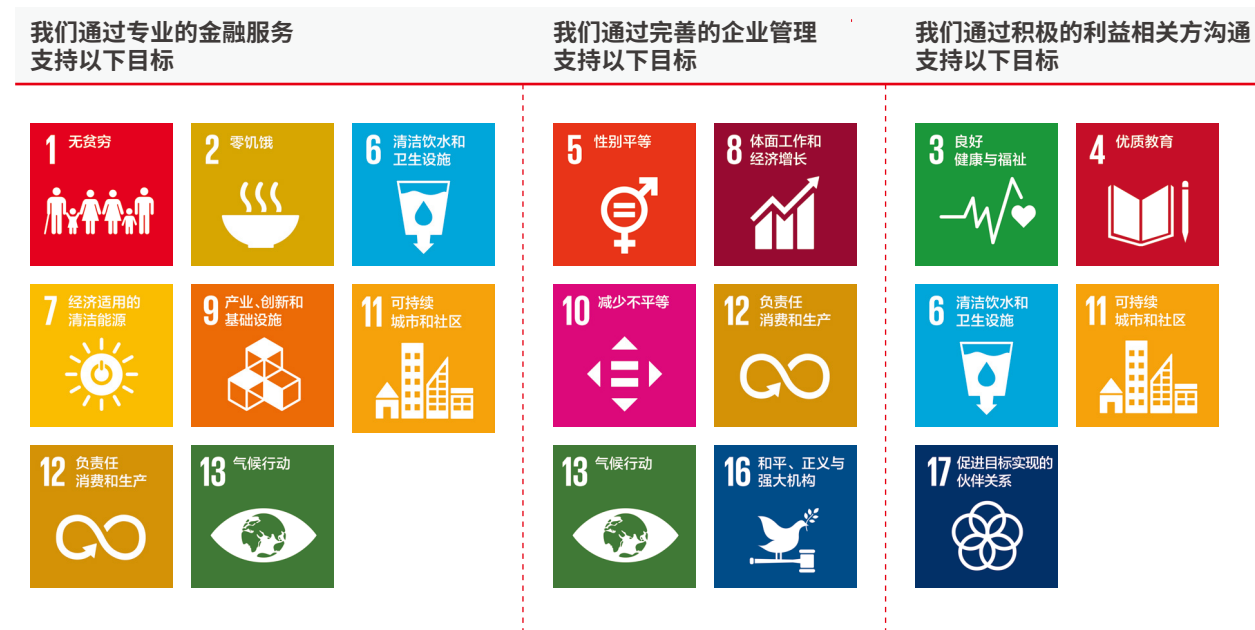 我们通过专业的金融服务
支持以下目标
1 无贫穷
2 零饥饿
6 清洁饮水和
卫生设施
7 经济适用的
清洁能源
9 产业、创新和
基础设施
11 可持续
城市和社区
12 负责任
消费和生产
13 气候行动
我们通过完善的企业管理
支持以下目标
5 性别平等
8 体面工作和
经济增长
10 减少不平等
12 负责任
消费和生产
13 气候行动
16 和平、正义与
强大机构
我们通过积极的利益相关方沟通
支持以下目标
3 良好
健康与福祉
4 优质教育
6 清洁饮水和
卫生设施
11 可持续
城市和社区
17 促进目标实现的
伙伴关系